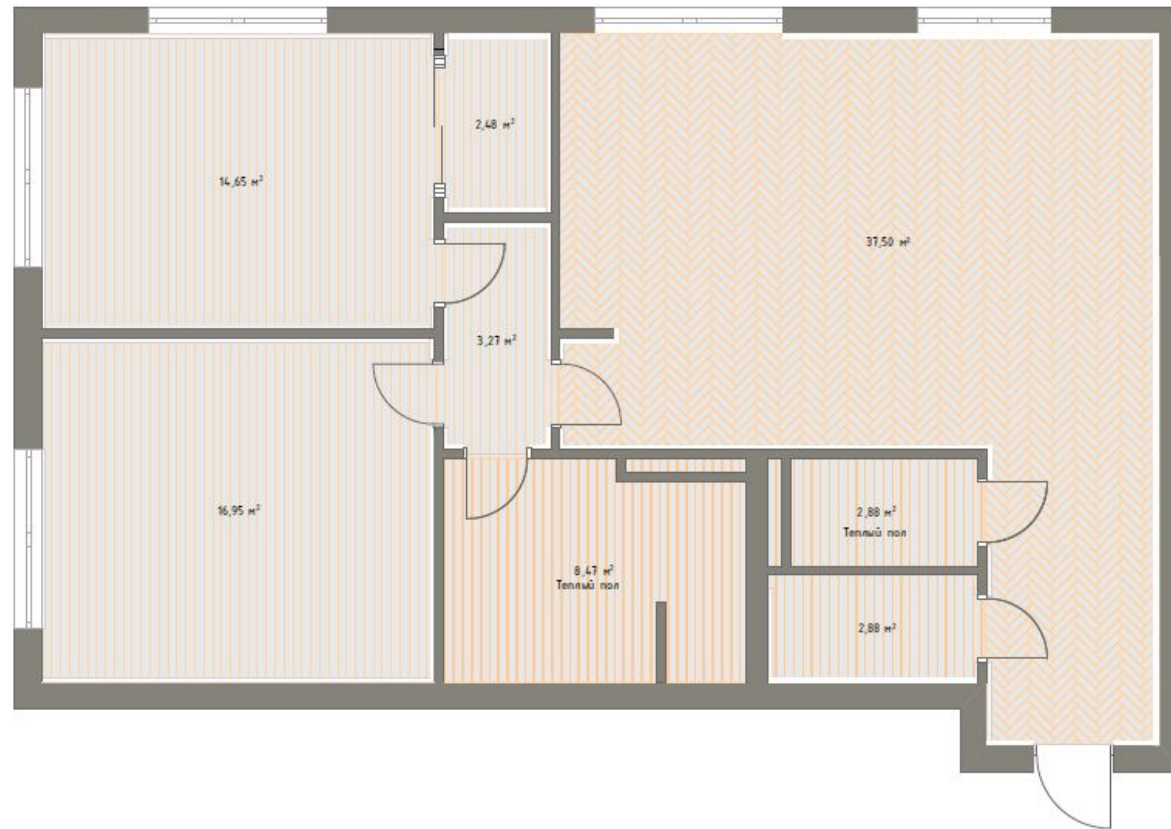 2,48 м²
14,65 м²
37,50 м²
3,27 м²
16,95 м²
2,88 м²
Теплый пол
8,47 м²
Теплый пол
2,88 м²